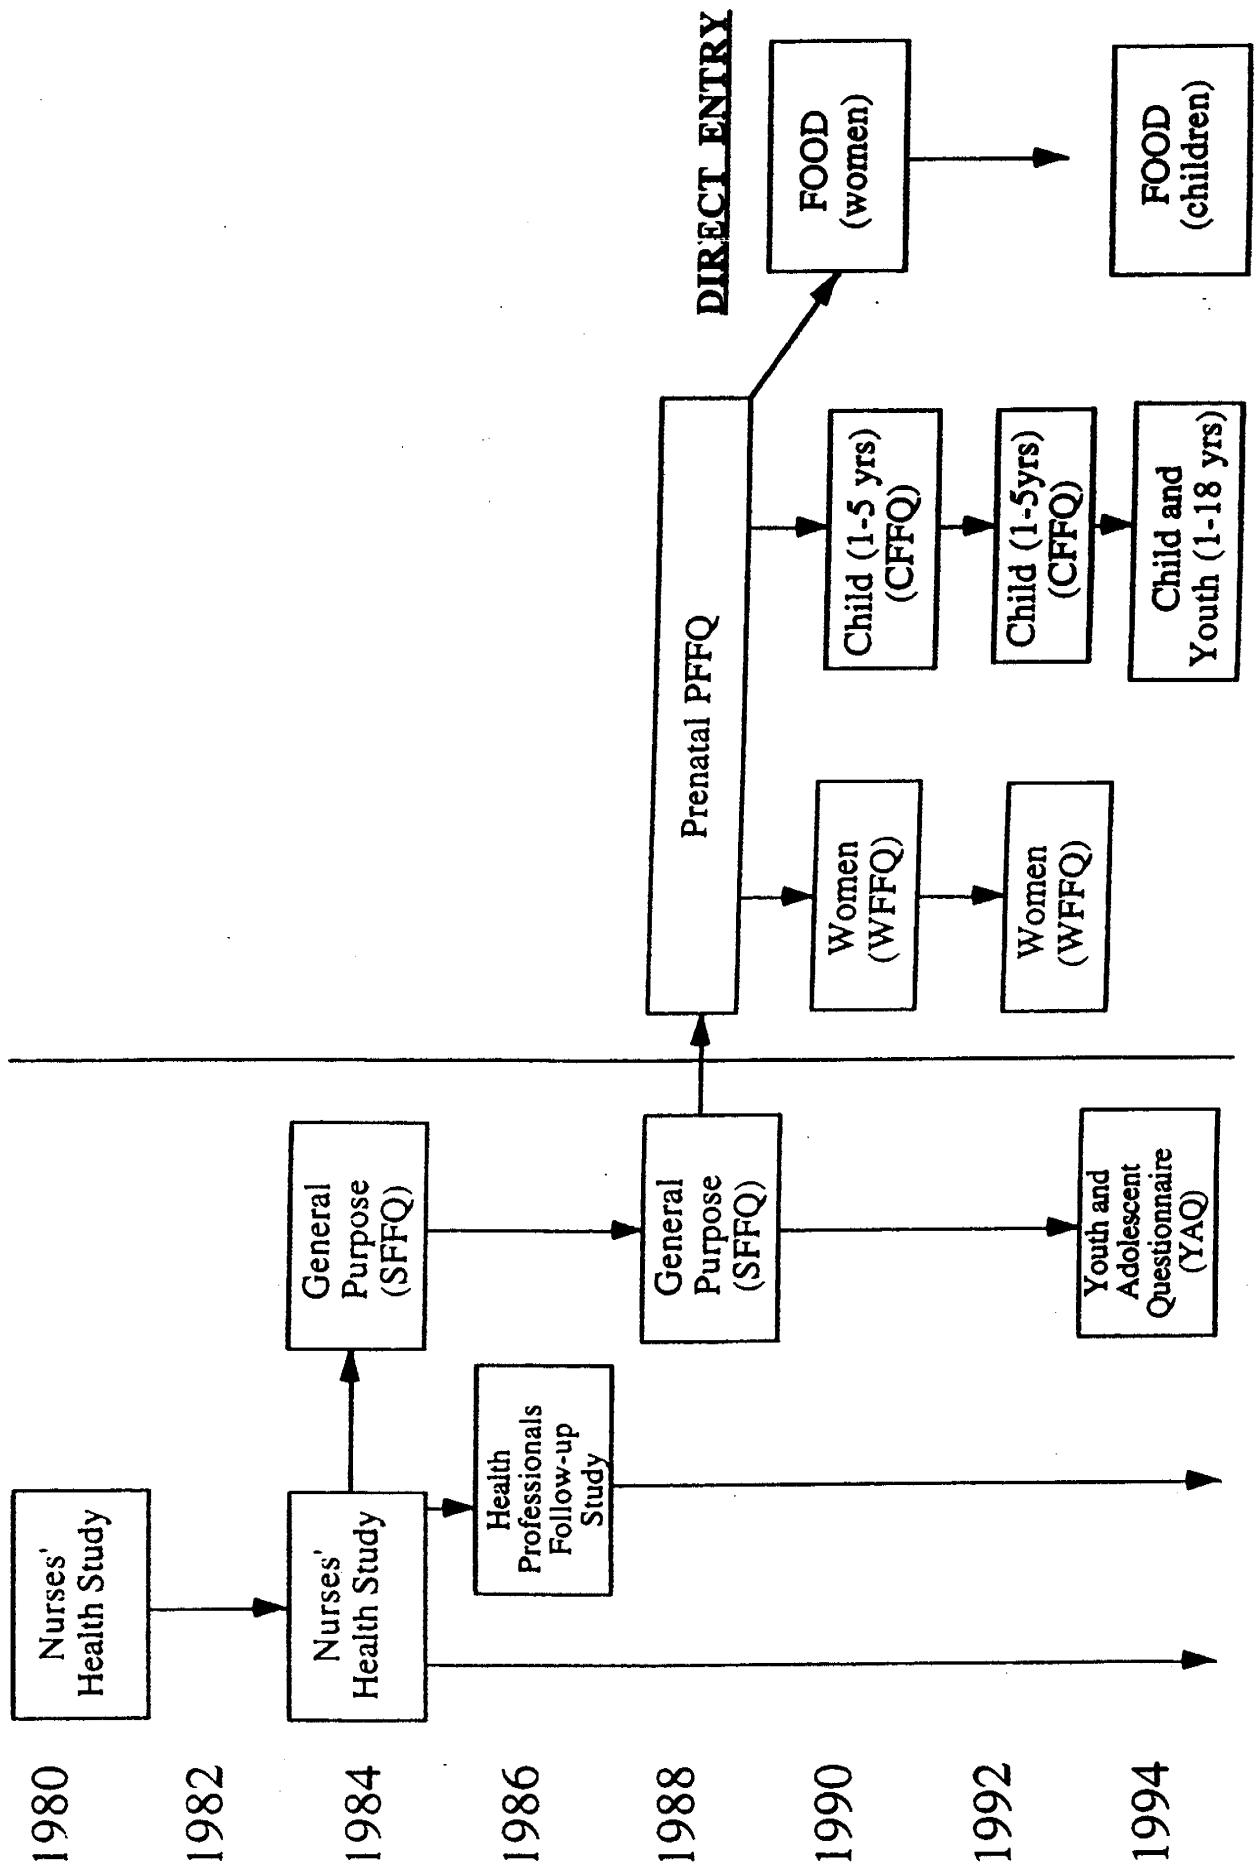 1980
1982
1984
1986
1988
1990
1992
1994
Nurses'
Health Study
Nurses'
Health Study
General
Purpose
(SFFQ)
Health
Professionals
Follow-up
Study
General
Purpose
(SFFQ)
Prenatal PFFQ
DIRECT ENTRY
FOOD
(women)
Women
(WFFQ)
Child (1-5 yrs)
(CFFQ)
Women
(WFFQ)
Child (1-5yrs)
(CFFQ)
Youth and
Adolescent
Questionnaire
(YAQ)
Child and
Youth (1-18 yrs)
FOOD
(children)